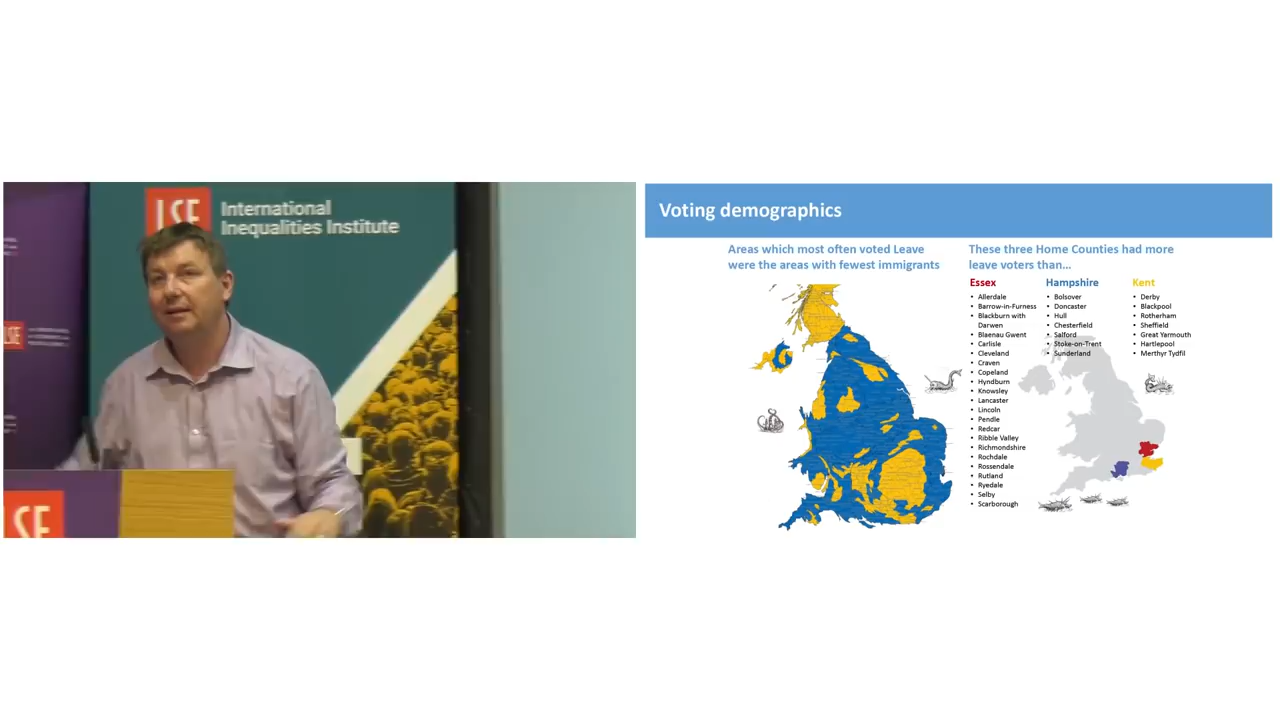 LSE
International
Inequalities Institute
LSE
LSE
Voting demographics
Areas which most often voted Leave
were the areas with fewest immigrants
These three Home Counties had more
leave voters than...
Essex
• Allerdale
• Barrow-in-Furness
• Blackburn with
Darwen
• Blaenau Gwent
• Carlisle
• Cleveland
• Craven
• Copeland
• Hyndburn
• Knowsley
• Lancaster
• Lincoln
• Pendle
• Redcar
• Ribble Valley
• Richmondshire
• Rochdale
• Rossendale
• Rutland
• Ryedale
• Selby
• Scarborough
Hampshire
• Bolsover
• Doncaster
• Hull
• Chesterfield
• Salford
• Stoke-on-Trent
• Sunderland
Kent
• Derby
• Blackpool
• Rotherham
• Sheffield
• Great Yarmouth
• Hartlepool
• Merthyr Tydfil